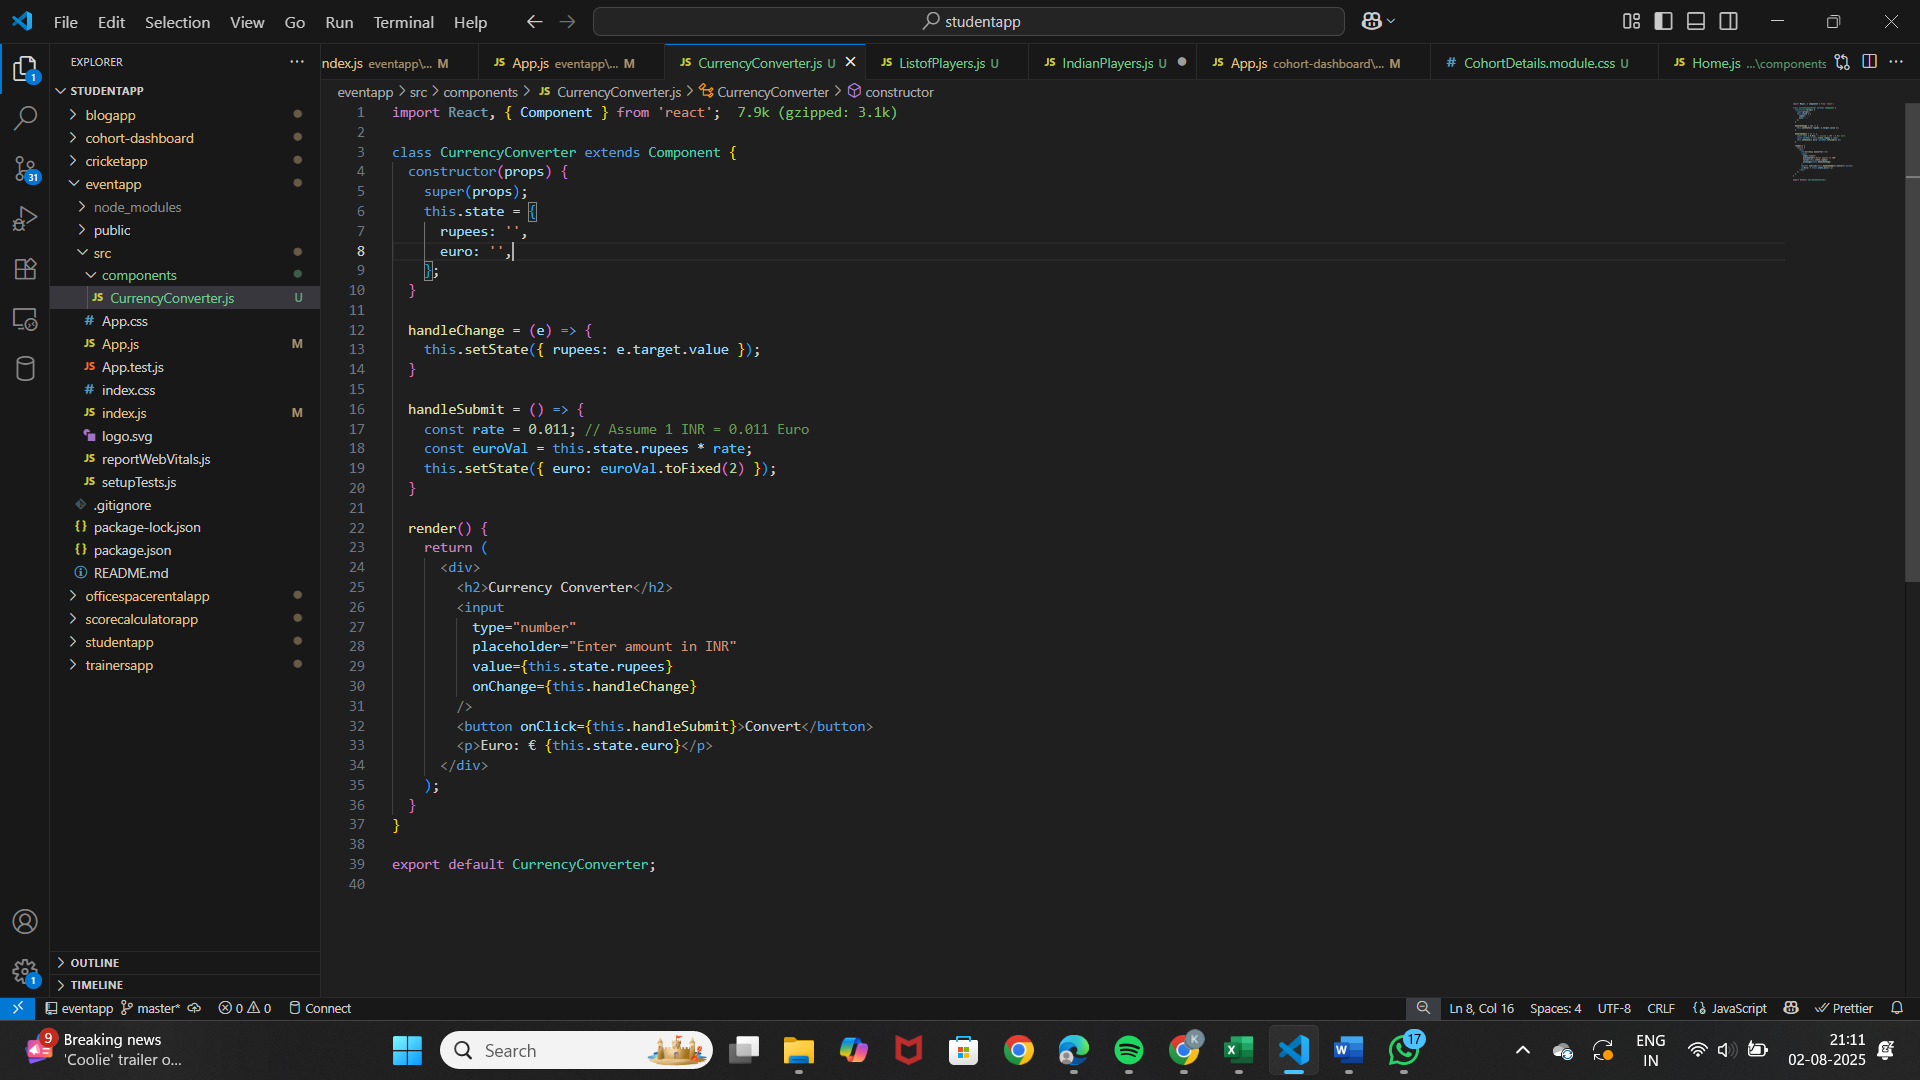 File Edit Selection View Go Run Terminal Help
studentapp
EXPLORER
ndex.js eventapp\... M
App.js eventapp\... M
CurrencyConverter.js U
ListofPlayers.js U
IndianPlayers.js U
App.js cohort-dashboard\... M
# CohortDetails.module.css U
Home.js ...\components
eventapp > src > components > JS CurrencyConverter.js > CurrencyConverter > constructor
STUDENTAPP
blogapp
cohort-dashboard
cricketapp
eventapp
node_modules
public
src
components
JS CurrencyConverter.js U
# App.css
JS App.js M
JS App.test.js
# index.css
JS index.js M
logo.svg
JS reportWebVitals.js
JS setupTests.js
.gitignore
{} package-lock.json
{} package.json
README.md
officespacerentalapp
scorecalculatorapp
studentapp
trainersapp
OUTLINE
TIMELINE
1
31
1
1 import React, { Component } from 'react'; 7.9k (gzipped: 3.1k)
2
3 class CurrencyConverter extends Component {
4 constructor(props) {
5 super(props);
6 this.state = {
7 rupees: '',
8 euro: '',
9 };
10 }
11
12 handleChange = (e) => {
13 this.setState({ rupees: e.target.value });
14 }
15
16 handleSubmit = () => {
17 const rate = 0.011; // Assume 1 INR = 0.011 Euro
18 const euroVal = this.state.rupees * rate;
19 this.setState({ euro: euroVal.toFixed(2) });
20 }
21
22 render() {
23 return (
24 <div>
25 <h2>Currency Converter</h2>
26 <input
27 type="number"
28 placeholder="Enter amount in INR"
29 value={this.state.rupees}
30 onChange={this.handleChange}
31 />
32 <button onClick={this.handleSubmit}>Convert</button>
33 <p>Euro: € {this.state.euro}</p>
34 </div>
35 );
36 }
37 }
38
39 export default CurrencyConverter;
40
eventapp master* 0 0 Connect
Ln 8, Col 16 Spaces: 4 UTF-8 CRLF {} JavaScript Prettier
9 Breaking news
'Coolie' trailer o...
Search
K
17
ENG
IN
21:11
02-08-2025